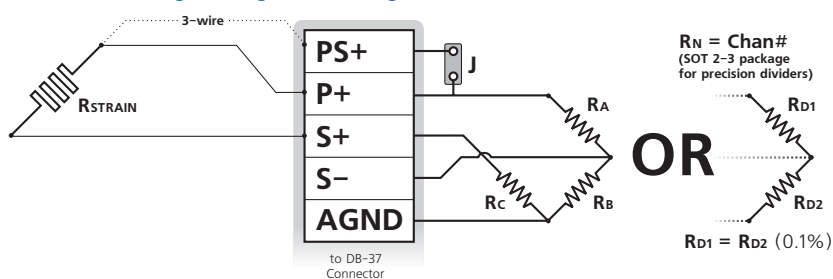 3-wire
RSTRAIN
PS+
P+
S+
S−
AGND
to DB-37
Connector
J
RA
RC
RB
OR
RN = Chan#
(SOT 2-3 package
for precision dividers)
RD1
RD2
RD1 = RD2 (0.1%)